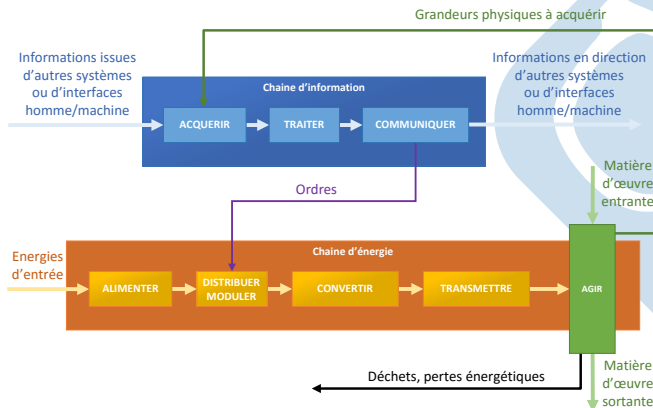 Grandeurs physiques à acquérir
Informations issues
d'autres systèmes
ou d'interfaces
homme/machine
Informations en direction
d'autres systèmes
ou d'interfaces
homme/machine
Chaine d'information
ACQUERIR
TRAITER
COMMUNIQUER
Ordres
Matière
d'œuvre
entrante
Energies
d'entrée
Chaine d'énergie
ALIMENTER
DISTRIBUER
MODULER
CONVERTIR
TRANSMETTRE
AGIR
Déchets, pertes énergétiques
Matière
d'œuvre
sortante